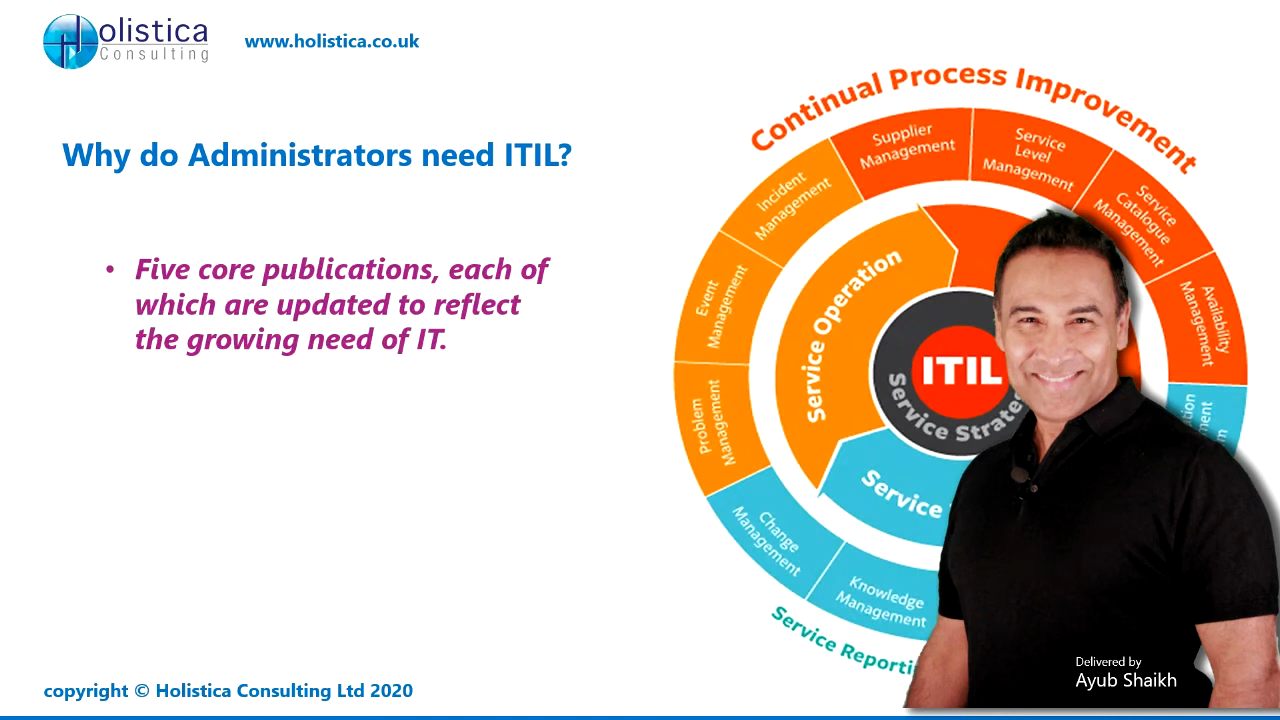 Holistica
Consulting
www.holistica.co.uk
Why do Administrators need ITIL?
• Five core publications, each of
which are updated to reflect
the growing need of IT.
Continual Process Improvement
Supplier
Management
Service
Level
Management
Service
Catalogue
Management
Availability
Management
Incident
Management
Event
Management
Problem
Management
Change
Management
Knowledge
Management
Service Operation
ITIL
Service
Service
Service
Delivered by
Ayub Shaikh
copyright © Holistica Consulting Ltd 2020